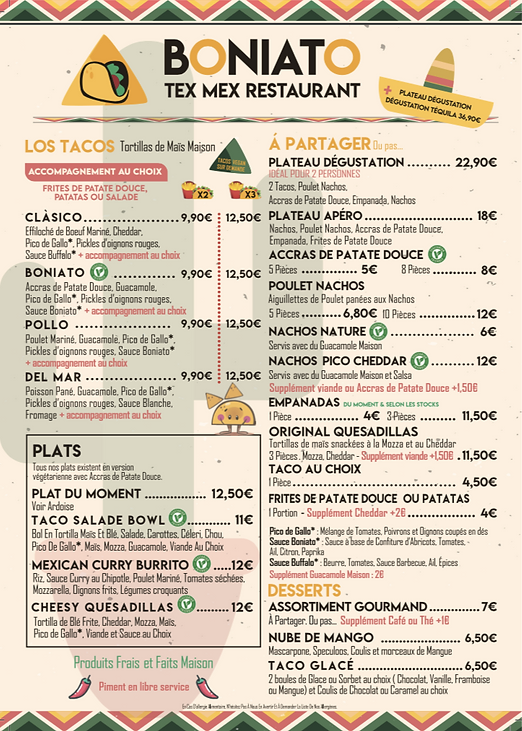 BONIATO
TEX MEX RESTAURANT
+ PLATEAU DÉGUSTATION
DÉGUSTATION TÉQUILA 36,90€
LOS TACOS Tortillas de Maïs Maison
TACOS VEGAN
SUR DEMANDE
ACCOMPAGNEMENT AU CHOIX
FRITES DE PATATE DOUCE,
PATATAS OU SALADE
X2 X3
CLÀSICO 9,90€ 12,50€
Effiloché de Boeuf Mariné, Cheddar,
Pico de Gallo*, Pickles d'oignons rouges,
Sauce Buffalo* + accompagnement au choix
BONIATO 9,90€ 12,50€
Accras de Patate Douce, Guacamole,
Pico de Gallo*, Pickles d'oignons rouges,
Sauce Boniato* + accompagnement au choix
POLLO 9,90€ 12,50€
Poulet Mariné, Guacamole, Pico de Gallo*,
Pickles d'oignons rouges, Sauce Boniato*
+ accompagnement au choix
DEL MAR 9,90€ 12,50€
Poisson Pané, Guacamole, Pico de Gallo*,
Pickles d'oignons rouges, Sauce Blanche,
Fromage + accompagnement au choix
PLATS
Tous nos plats existent en version
végétarienne avec Accras de Patate Douce.
PLAT DU MOMENT 12,50€
Voir Ardoise
TACO SALADE BOWL 11€
Bol En Tortilla Maïs Et Blé, Salade, Carottes, Céleri, Chou,
Pico De Gallo*, Maïs, Mozza, Guacamole, Viande Au Choix
MEXICAN CURRY BURRITO 12€
Riz, Sauce Curry au Chipotle, Poulet Mariné, Tomates séchées,
Mozzarella, Oignons frits, Légumes croquants
CHEESY QUESADILLAS 12€
Tortilla de Blé Frite, Cheddar, Mozza, Maïs,
Pico de Gallo*, Viande et Sauce au Choix
Produits Frais et Faits Maison
Piment en libre service
Á PARTAGER Ou pas...
PLATEAU DÉGUSTATION 22,90€
IDÉAL POUR 2 PERSONNES
2 Tacos, Poulet Nachos,
Accras de Patate Douce, Empanada, Nachos
PLATEAU APÉRO 18€
Nachos, Poulet Nachos, Accras de Patate Douce,
Empanada, Frites de Patate Douce
ACCRAS DE PATATE DOUCE
5 Pièces 5€ 8 Pièces 8€
POULET NACHOS
Aiguillettes de Poulet panées aux Nachos
5 Pièces 6,80€ 10 Pièces 12€
NACHOS NATURE 6€
Servis avec du Guacamole Maison
NACHOS PICO CHEDDAR 12€
Servis avec du Guacamole Maison et Salsa
Supplément viande ou Accras de Patate Douce +1,50€
EMPANADAS DU MOMENT & SELON LES STOCKS
1 Pièce 4€ 3 Pièces 11,50€
ORIGINAL QUESADILLAS
Tortillas de maïs snackées à la Mozza et au Cheddar
3 Pièces . Mozza, Cheddar - Supplément viande +1,50€ .11,50€
TACO AU CHOIX
1 Pièce 4,50€
FRITES DE PATATE DOUCE OU PATATAS
1 Portion - Supplément Cheddar +2€ 4€
Pico de Gallo* : Mélange de Tomates, Poivrons et Oignons coupés en dés
Sauce Boniato* : Sauce à base de Confiture d'Abricots, Tomates,
Ail, Citron, Paprika
Sauce Buffalo* : Beurre, Tomates, Sauce Barbecue, Ail, Épices
Supplément Guacamole Maison : 2€
DESSERTS
ASSORTIMENT GOURMAND 7€
À Partager. Ou pas... Supplément Café ou Thé +1€
NUBE DE MANGO 6,50€
Mascarpone, Speculoos, Coulis et morceaux de Mangue
TACO GLACÉ 6,50€
2 boules de Glace ou Sorbet au choix ( Chocolat, Vanille, Framboise
ou Mangue) et Coulis de Chocolat ou Caramel au choix